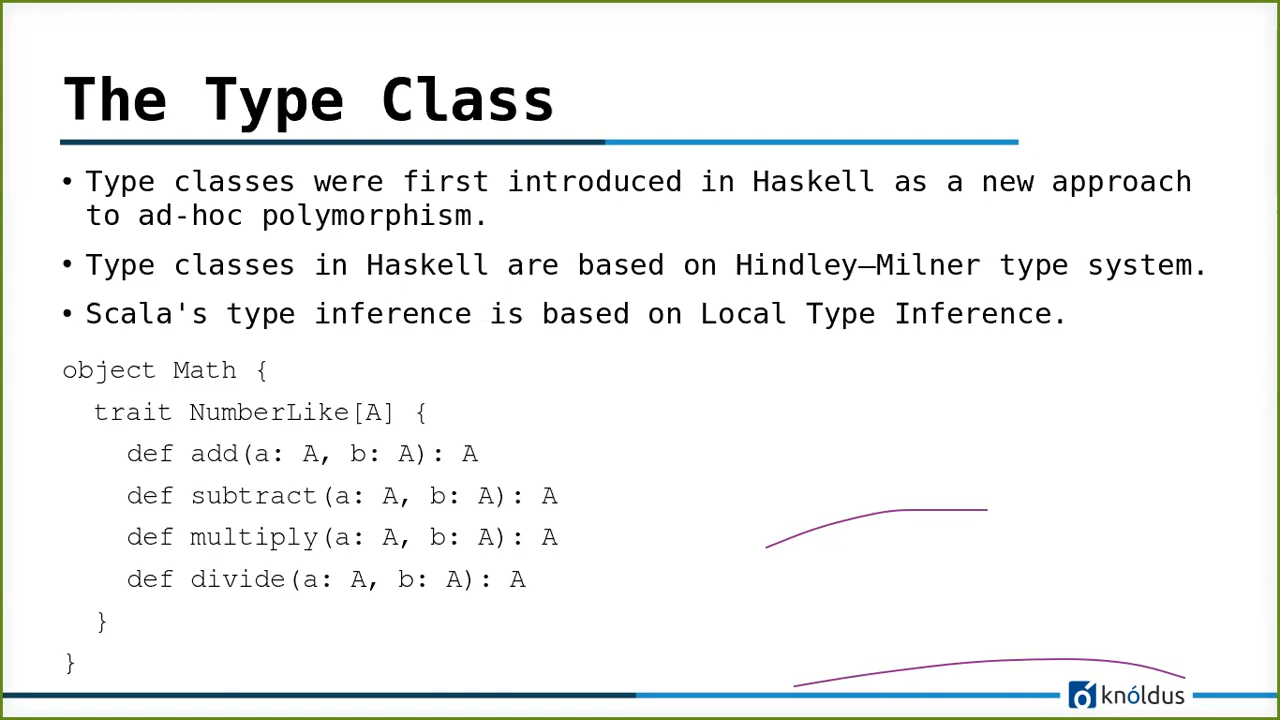 The Type Class
• Type classes were first introduced in Haskell as a new approach
to ad-hoc polymorphism.
• Type classes in Haskell are based on Hindley–Milner type system.
• Scala's type inference is based on Local Type Inference.
object Math {
  trait NumberLike[A] {
    def add(a: A, b: A): A
    def subtract(a: A, b: A): A
    def multiply(a: A, b: A): A
    def divide(a: A, b: A): A
  }
}
knóldus